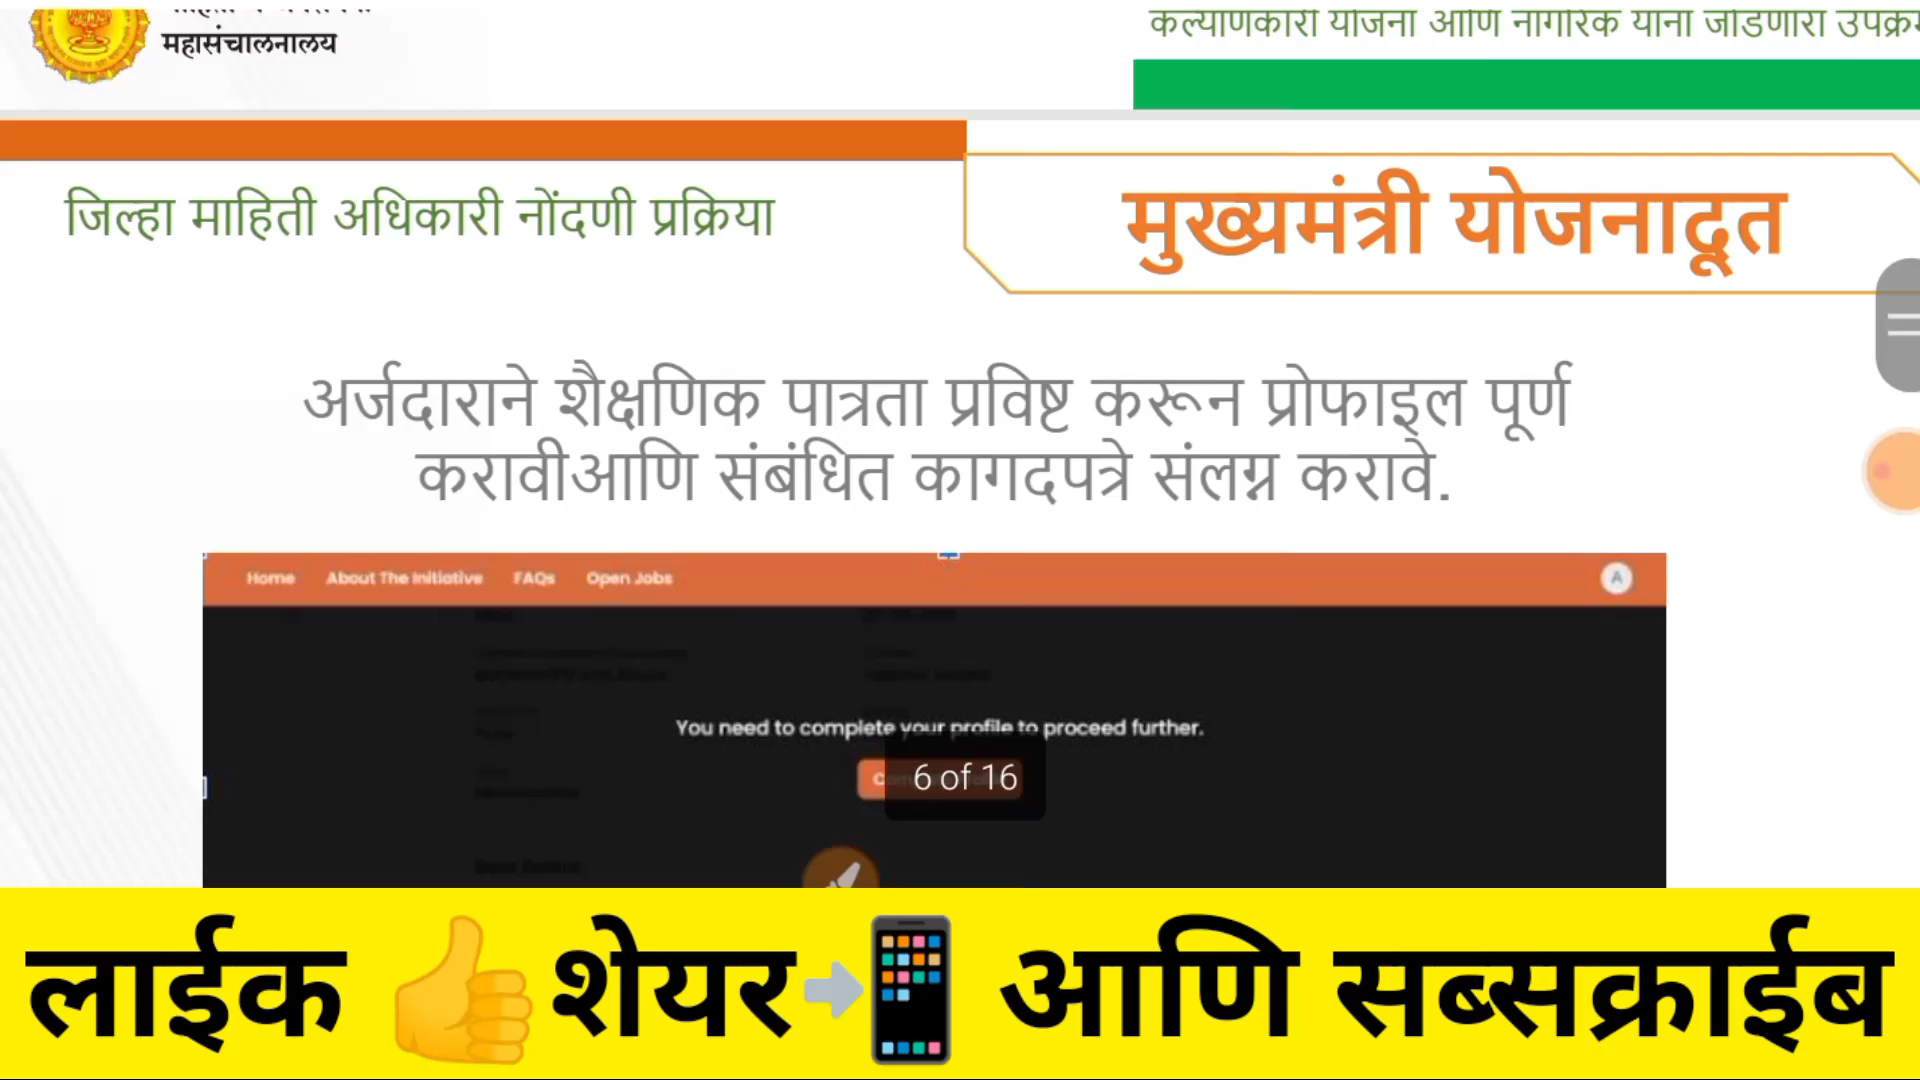 महासंचालनालय
कल्याणकारी योजना आणि नागरिक यांना जोडणारा
जिल्हा माहिती अधिकारी नोंदणी प्रक्रिया
मुख्यमंत्री योजनादूत
अर्जदाराने शैक्षणिक पात्रता प्रविष्ट करून प्रोफाइल पूर्ण
करावीआणि संबंधित कागदपत्रे संलग्न करावे.
Home About The Initiative FAQs Open Jobs A
You need to complete your profile to proceed further.
6 of 16
लाईक 👍 शेयर 📲 आणि सब्सक्राईब